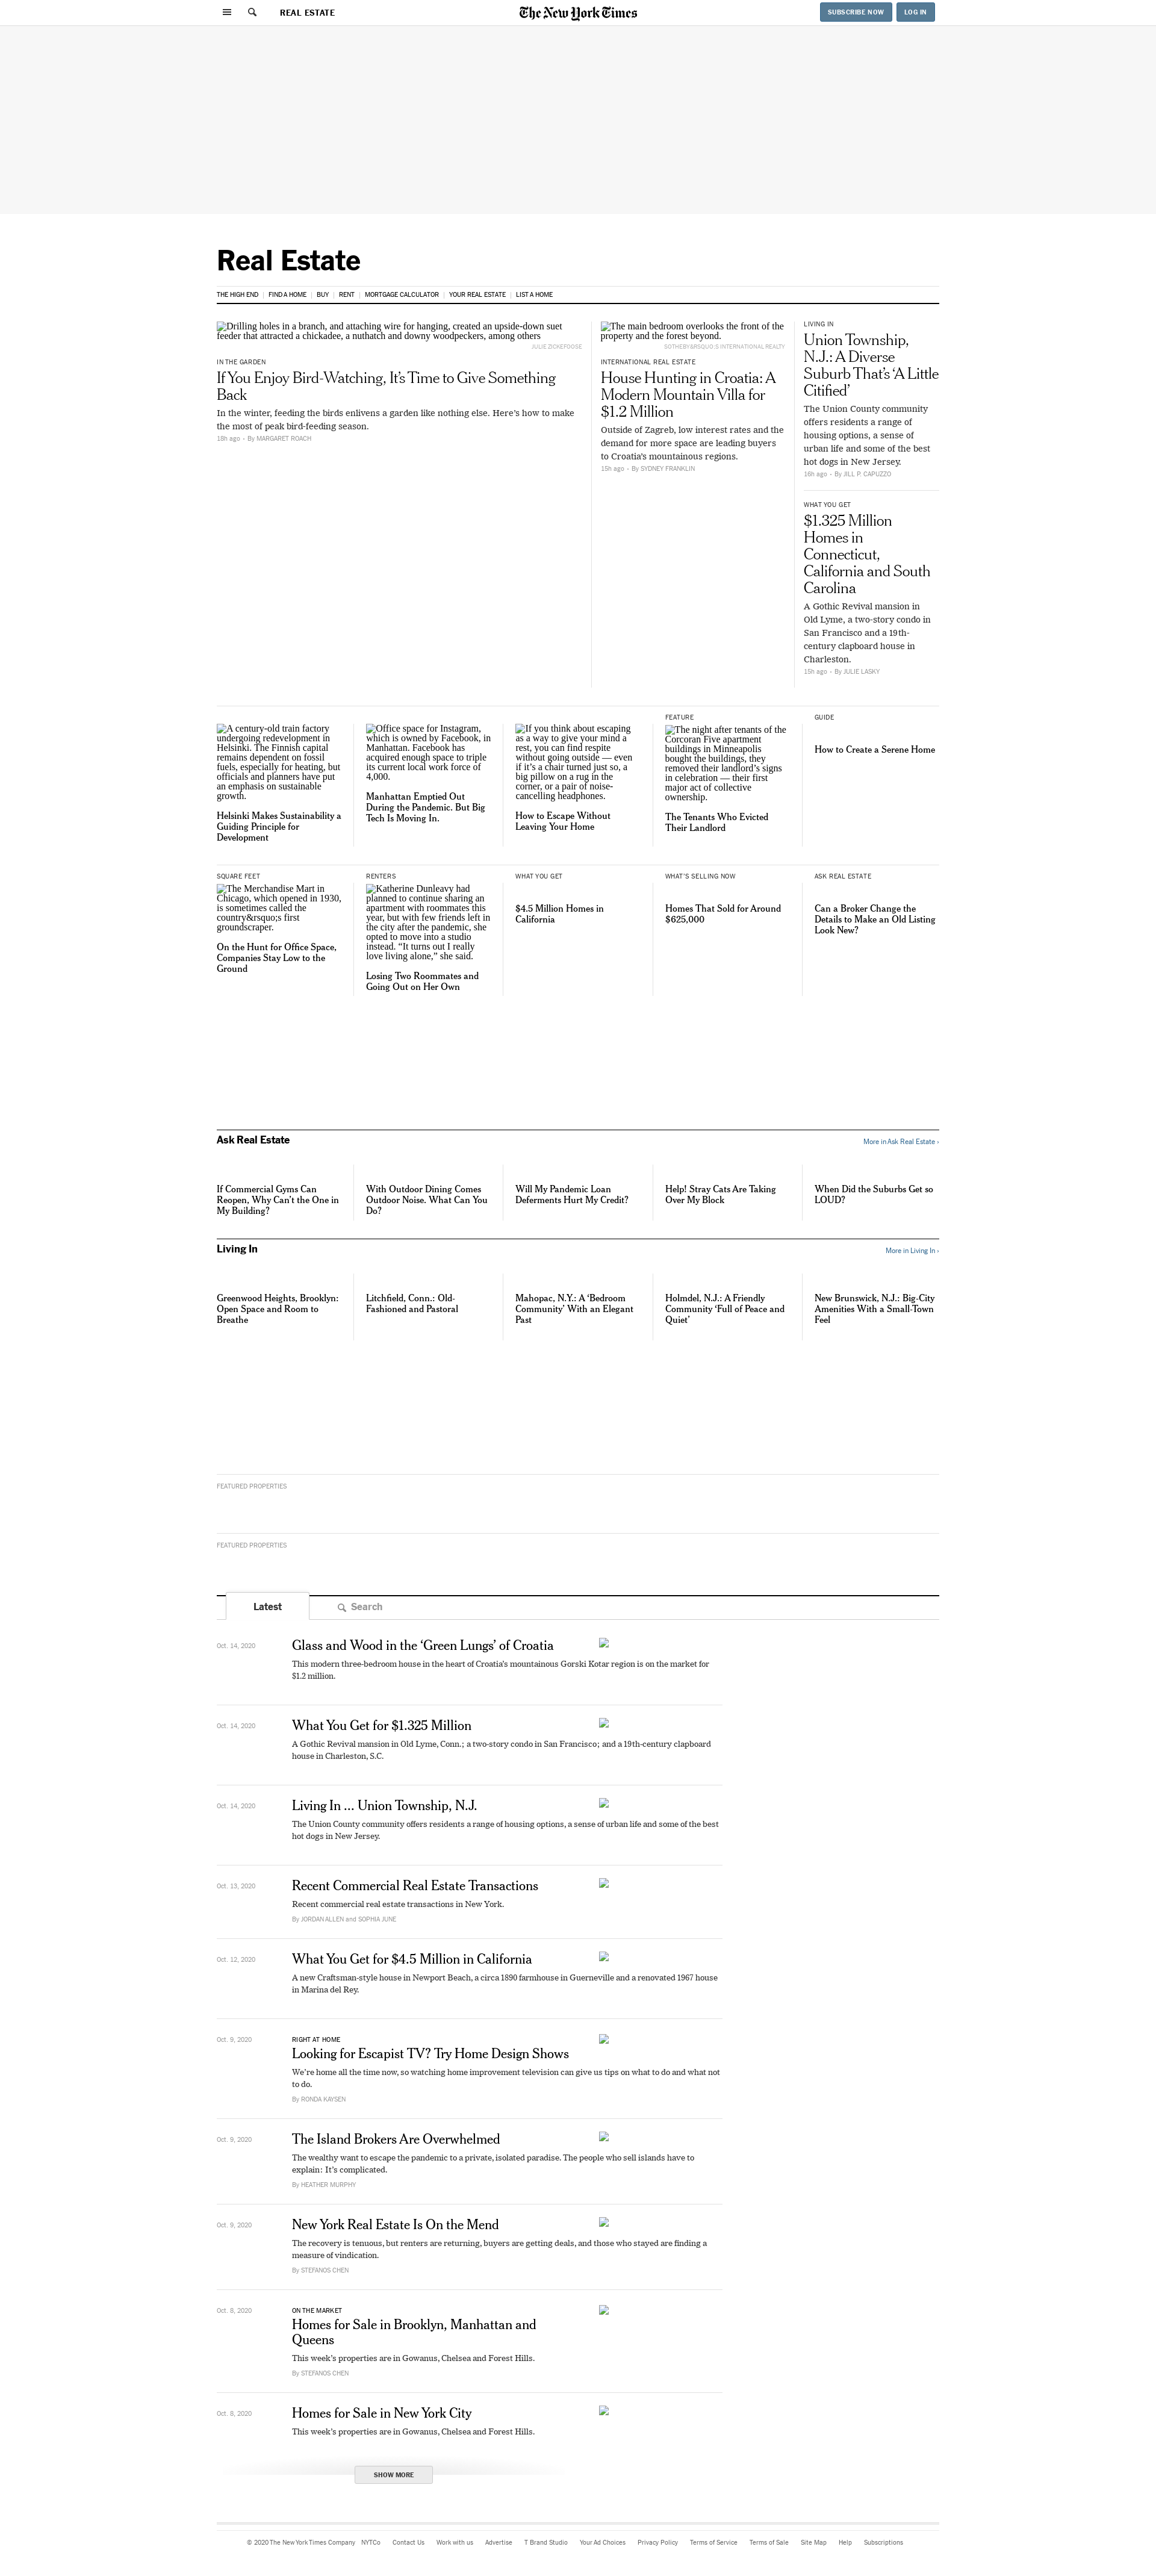 REAL ESTATE
The New York Times
SUBSCRIBE NOW
LOG IN
Real Estate
THE HIGH END
FIND A HOME
BUY
RENT
MORTGAGE CALCULATOR
YOUR REAL ESTATE
LIST A HOME
Drilling holes in a branch, and attaching wire for hanging, created an upside-down suet
feeder that attracted a chickadee, a nuthatch and downy woodpeckers, among others
JULIE ZICKEFOOSE
IN THE GARDEN
If You Enjoy Bird-Watching, It’s Time to Give Something
Back
In the winter, feeding the birds enlivens a garden like nothing else. Here’s how to make
the most of peak bird-feeding season.
18h ago • By MARGARET ROACH
The main bedroom overlooks the front of the
property and the forest beyond.
SOTHEBY&RSQUO;S INTERNATIONAL REALTY
INTERNATIONAL REAL ESTATE
House Hunting in Croatia: A
Modern Mountain Villa for
$1.2 Million
Outside of Zagreb, low interest rates and the
demand for more space are leading buyers
to Croatia’s mountainous regions.
15h ago • By SYDNEY FRANKLIN
LIVING IN
Union Township,
N.J.: A Diverse
Suburb That’s ‘A Little
Citified’
The Union County community
offers residents a range of
housing options, a sense of
urban life and some of the best
hot dogs in New Jersey.
16h ago • By JILL P. CAPUZZO
WHAT YOU GET
$1.325 Million
Homes in
Connecticut,
California and South
Carolina
A Gothic Revival mansion in
Old Lyme, a two-story condo in
San Francisco and a 19th-
century clapboard house in
Charleston.
15h ago • By JULIE LASKY
A century-old train factory
undergoing redevelopment in
Helsinki. The Finnish capital
remains dependent on fossil
fuels, especially for heating, but
officials and planners have put
an emphasis on sustainable
growth.
Helsinki Makes Sustainability a
Guiding Principle for
Development
Office space for Instagram,
which is owned by Facebook, in
Manhattan. Facebook has
acquired enough space to triple
its current local work force of
4,000.
Manhattan Emptied Out
During the Pandemic. But Big
Tech Is Moving In.
If you think about escaping
as a way to give your mind a
rest, you can find respite
without going outside — even
if it’s a chair turned just so, a
big pillow on a rug in the
corner, or a pair of noise-
cancelling headphones.
How to Escape Without
Leaving Your Home
FEATURE
The night after tenants of the
Corcoran Five apartment
buildings in Minneapolis
bought the buildings, they
removed their landlord’s signs
in celebration — their first
major act of collective
ownership.
The Tenants Who Evicted
Their Landlord
GUIDE
How to Create a Serene Home
SQUARE FEET
The Merchandise Mart in
Chicago, which opened in 1930,
is sometimes called the
country&rsquo;s first
groundscraper.
On the Hunt for Office Space,
Companies Stay Low to the
Ground
RENTERS
Katherine Dunleavy had
planned to continue sharing an
apartment with roommates this
year, but with few friends left in
the city after the pandemic, she
opted to move into a studio
instead. “It turns out I really
love living alone,” she said.
Losing Two Roommates and
Going Out on Her Own
WHAT YOU GET
$4.5 Million Homes in
California
WHAT’S SELLING NOW
Homes That Sold for Around
$625,000
ASK REAL ESTATE
Can a Broker Change the
Details to Make an Old Listing
Look New?
Ask Real Estate
More in Ask Real Estate ›
If Commercial Gyms Can
Reopen, Why Can’t the One in
My Building?
With Outdoor Dining Comes
Outdoor Noise. What Can You
Do?
Will My Pandemic Loan
Deferments Hurt My Credit?
Help! Stray Cats Are Taking
Over My Block
When Did the Suburbs Get so
LOUD?
Living In
More in Living In ›
Greenwood Heights, Brooklyn:
Open Space and Room to
Breathe
Litchfield, Conn.: Old-
Fashioned and Pastoral
Mahopac, N.Y.: A ‘Bedroom
Community’ With an Elegant
Past
Holmdel, N.J.: A Friendly
Community ‘Full of Peace and
Quiet’
New Brunswick, N.J.: Big-City
Amenities With a Small-Town
Feel
FEATURED PROPERTIES
FEATURED PROPERTIES
Latest
Search
Oct. 14, 2020
Glass and Wood in the ‘Green Lungs’ of Croatia
This modern three-bedroom house in the heart of Croatia’s mountainous Gorski Kotar region is on the market for
$1.2 million.
Oct. 14, 2020
What You Get for $1.325 Million
A Gothic Revival mansion in Old Lyme, Conn.; a two-story condo in San Francisco; and a 19th-century clapboard
house in Charleston, S.C.
Oct. 14, 2020
Living In ... Union Township, N.J.
The Union County community offers residents a range of housing options, a sense of urban life and some of the best
hot dogs in New Jersey.
Oct. 13, 2020
Recent Commercial Real Estate Transactions
Recent commercial real estate transactions in New York.
By JORDAN ALLEN and SOPHIA JUNE
Oct. 12, 2020
What You Get for $4.5 Million in California
A new Craftsman-style house in Newport Beach, a circa 1890 farmhouse in Guerneville and a renovated 1967 house
in Marina del Rey.
Oct. 9, 2020
RIGHT AT HOME
Looking for Escapist TV? Try Home Design Shows
We’re home all the time now, so watching home improvement television can give us tips on what to do and what not
to do.
By RONDA KAYSEN
Oct. 9, 2020
The Island Brokers Are Overwhelmed
The wealthy want to escape the pandemic to a private, isolated paradise. The people who sell islands have to
explain: It’s complicated.
By HEATHER MURPHY
Oct. 9, 2020
New York Real Estate Is On the Mend
The recovery is tenuous, but renters are returning, buyers are getting deals, and those who stayed are finding a
measure of vindication.
By STEFANOS CHEN
Oct. 8, 2020
ON THE MARKET
Homes for Sale in Brooklyn, Manhattan and
Queens
This week’s properties are in Gowanus, Chelsea and Forest Hills.
By STEFANOS CHEN
Oct. 8, 2020
Homes for Sale in New York City
This week’s properties are in Gowanus, Chelsea and Forest Hills.
SHOW MORE
© 2020 The New York Times Company
NYTCo
Contact Us
Work with us
Advertise
T Brand Studio
Your Ad Choices
Privacy Policy
Terms of Service
Terms of Sale
Site Map
Help
Subscriptions